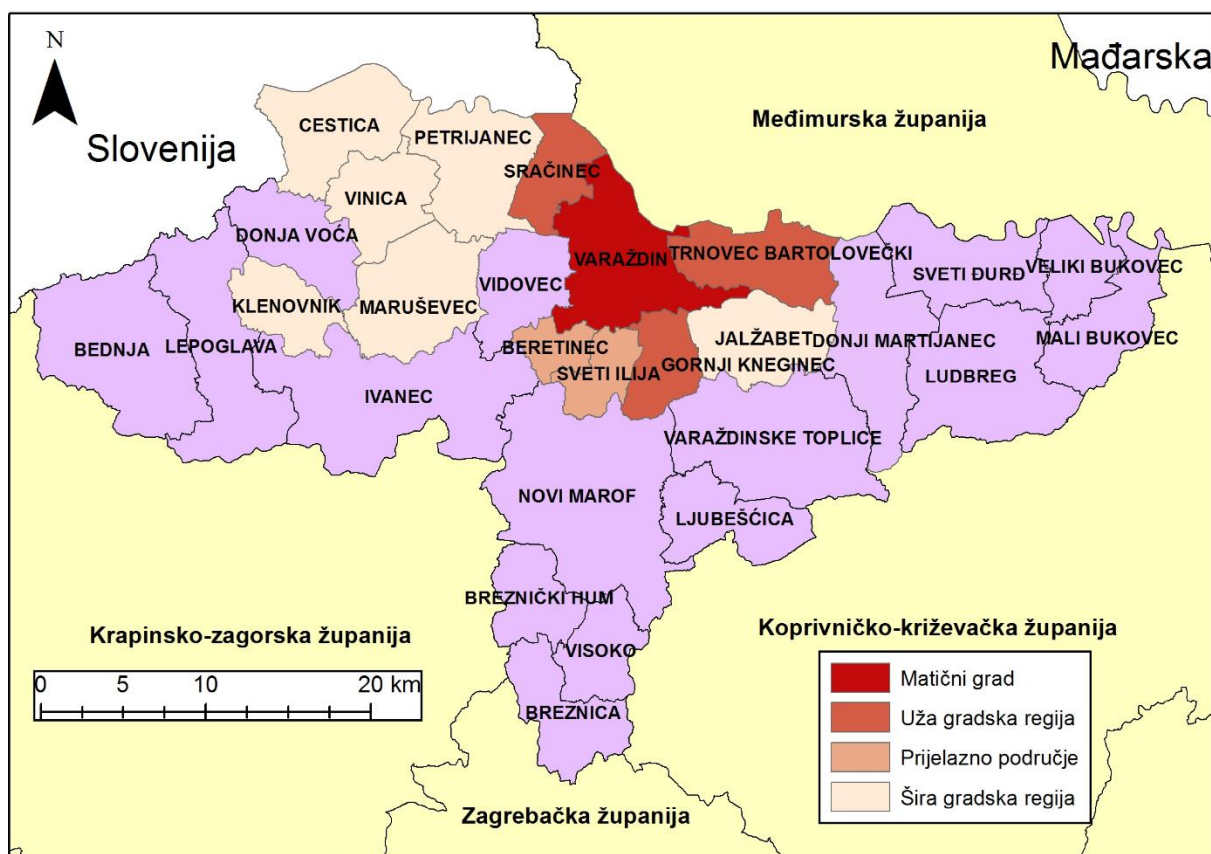 N
Mađarska
Slovenija
Međimurska županija
CESTICA
PETRIJANEC
SRAČINEC
VINICA
DONJA VOĆA
VARAŽDIN
TRNOVEC BARTOLOVEČKI
SVETI ĐURĐ
VELIKI BUKOVEC
KLENOVNIK
MARUŠEVEC
VIDOVEC
BEDNJA
LEPOGLAVA
BERETINEC
JALŽABET
DONJI MARTIJANEC
MALI BUKOVEC
SVETI ILIJA
GORNJI KNEGINEC
LUDBREG
IVANEC
VARAŽDINSKE TOPLICE
NOVI MAROF
LJUBEŠĆICA
BREZNIČKI HUM
VISOKO
BREZNICA
Krapinsko-zagorska županija
Koprivničko-križevačka županija
Zagrebačka županija
0 5 10 20 km
Matični grad
Uža gradska regija
Prijelazno područje
Šira gradska regija